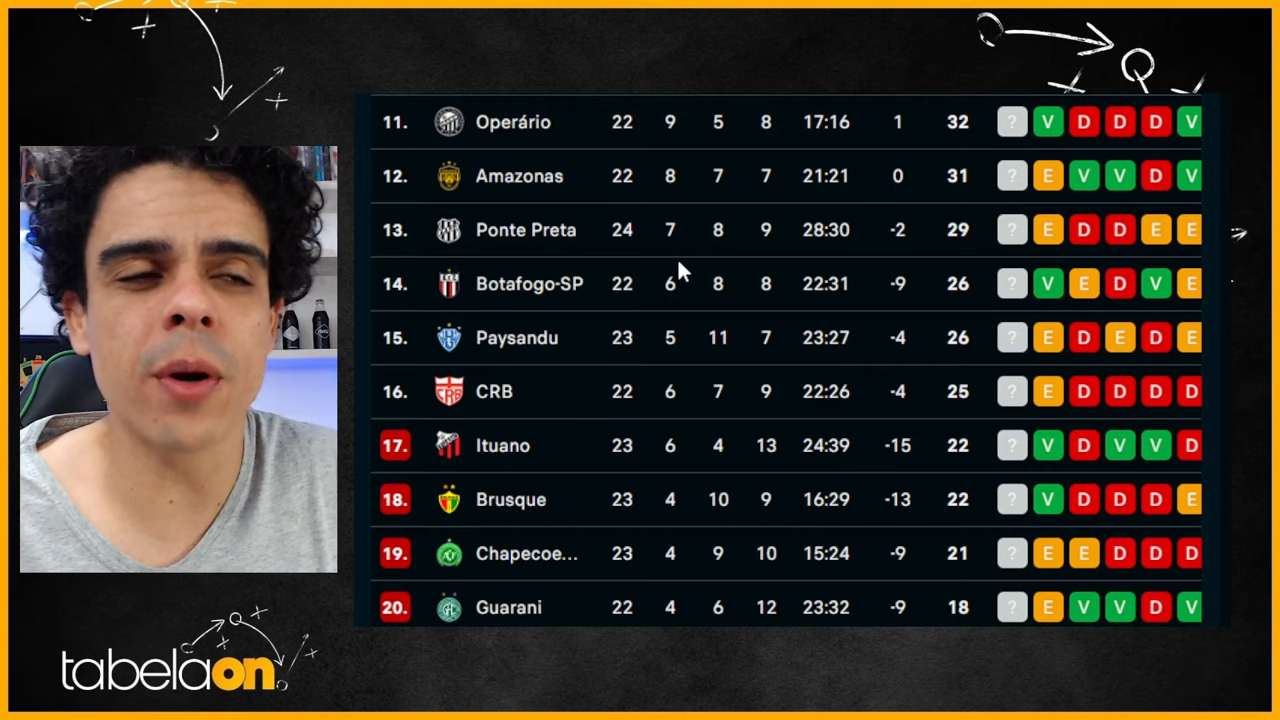 11. Operário 22 9 5 8 17:16 1 32 ? V D D D V
12. Amazonas 22 8 7 7 21:21 0 31 ? E V V D V
13. Ponte Preta 24 7 8 9 28:30 -2 29 ? E D D E E
14. Botafogo-SP 22 6 8 8 22:31 -9 26 ? V E D V E
15. Paysandu 23 5 11 7 23:27 -4 26 ? E D E D E
16. CRB 22 6 7 9 22:26 -4 25 ? E D D D D
17. Ituano 23 6 4 13 24:39 -15 22 ? V D V V D
18. Brusque 23 4 10 9 16:29 -13 22 ? V D D D E
19. Chapecoe... 23 4 9 10 15:24 -9 21 ? E E D D D
20. Guarani 22 4 6 12 23:32 -9 18 ? E V V D V
tabelaon